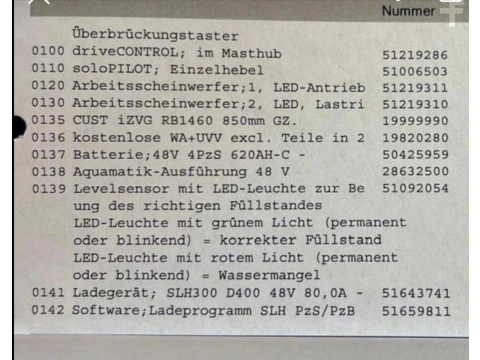 Nummer
Überbrückungstaster
0100 driveCONTROL; im Masthub 51219286
0110 soloPILOT; Einzelhebel 51006503
0120 Arbeitsscheinwerfer;1, LED-Antrieb 51219311
0130 Arbeitsscheinwerfer;2, LED, Lastri 51219310
0135 CUST iZVG RB1460 850mm GZ. 19999990
0136 kostenlose WA+UVV excl. Teile in 2 19820280
0137 Batterie;48V 4PzS 620AH-C - 50425959
0138 Aquamatik-Ausführung 48 V 28632500
0139 Levelsensor mit LED-Leuchte zur Be 51092054
ung des richtigen Füllstandes
LED-Leuchte mit grünem Licht (permanent
oder blinkend) = korrekter Füllstand
LED-Leuchte mit rotem Licht (permanent
oder blinkend) = Wassermangel
0141 Ladegerät; SLH300 D400 48V 80,0A - 51643741
0142 Software;Ladeprogramm SLH PzS/PzB 51659811